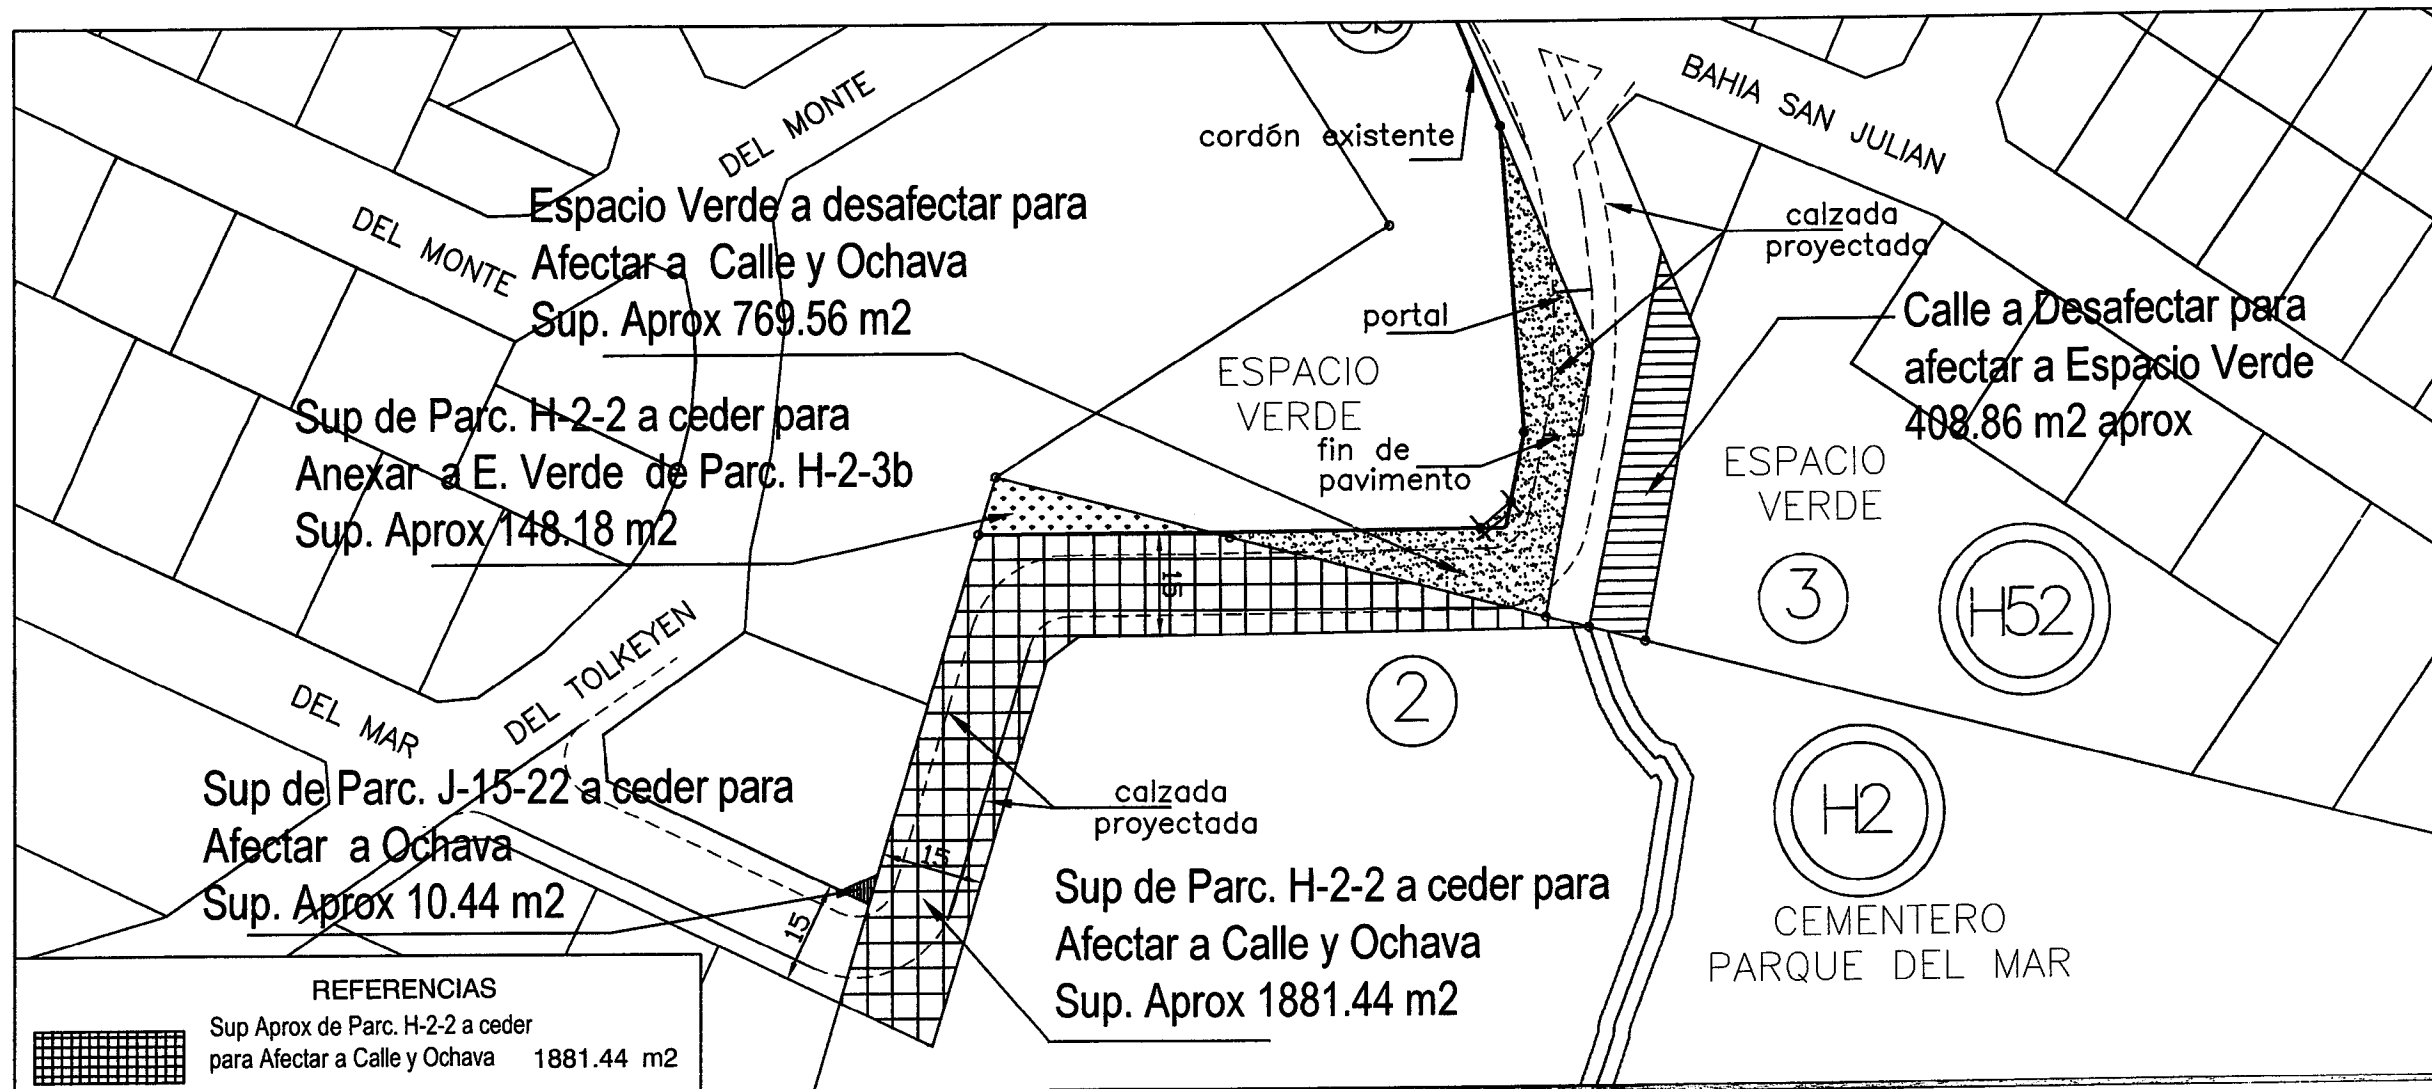 BAHIA SAN JULIAN
DEL MONTE
cordón existente
Espacio Verde a desafectar para
Afectar a Calle y Ochava
Sup. Aprox 769.56 m2
DEL MONTE
calzada
proyectada
portal
Calle a Desafectar para
afectar a Espacio Verde
408.86 m2 aprox
ESPACIO
VERDE
Sup de Parc. H-2-2 a ceder para
Anexar a E. Verde de Parc. H-2-3b
Sup. Aprox 148.18 m2
fin de
pavimento
ESPACIO
VERDE
15
3
H52
DEL TOLKEYEN
DEL MAR
2
Sup de Parc. J-15-22 a ceder para
Afectar a Ochava
Sup. Aprox 10.44 m2
calzada
proyectada
H2
15
15
Sup de Parc. H-2-2 a ceder para
Afectar a Calle y Ochava
Sup. Aprox 1881.44 m2
CEMENTERO
PARQUE DEL MAR
REFERENCIAS
Sup Aprox de Parc. H-2-2 a ceder
para Afectar a Calle y Ochava 1881.44 m2